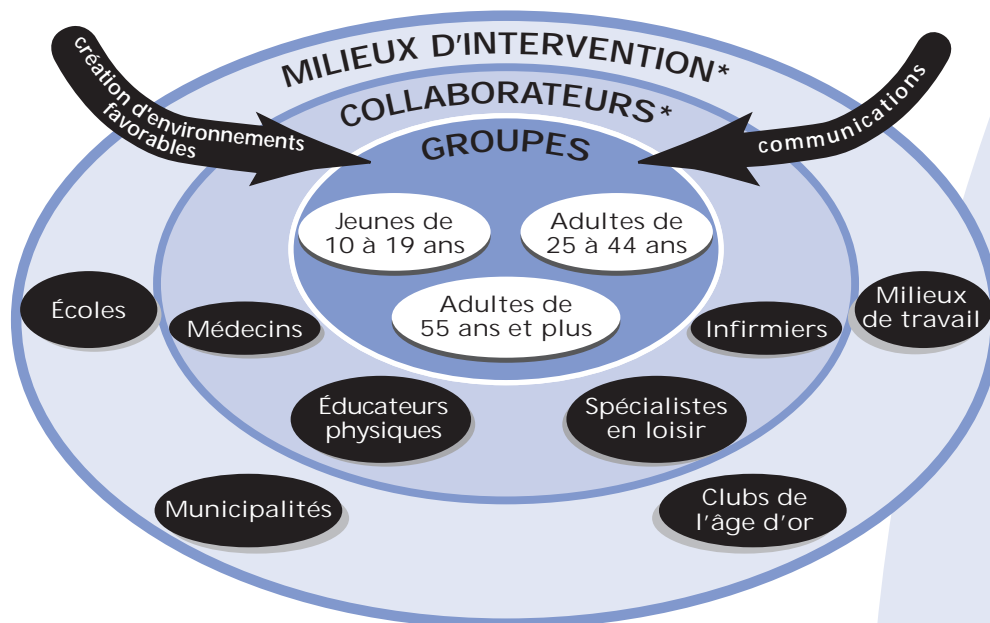 MILIEUX D'INTERVENTION*
COLLABORATEURS*
GROUPES
création d'environnements
favorables
communications
Jeunes de
10 à 19 ans
Adultes de
25 à 44 ans
Adultes de
55 ans et plus
Écoles
Médecins
Infirmiers
Milieux
de travail
Éducateurs
physiques
Spécialistes
en loisir
Municipalités
Clubs de
l'âge d'or